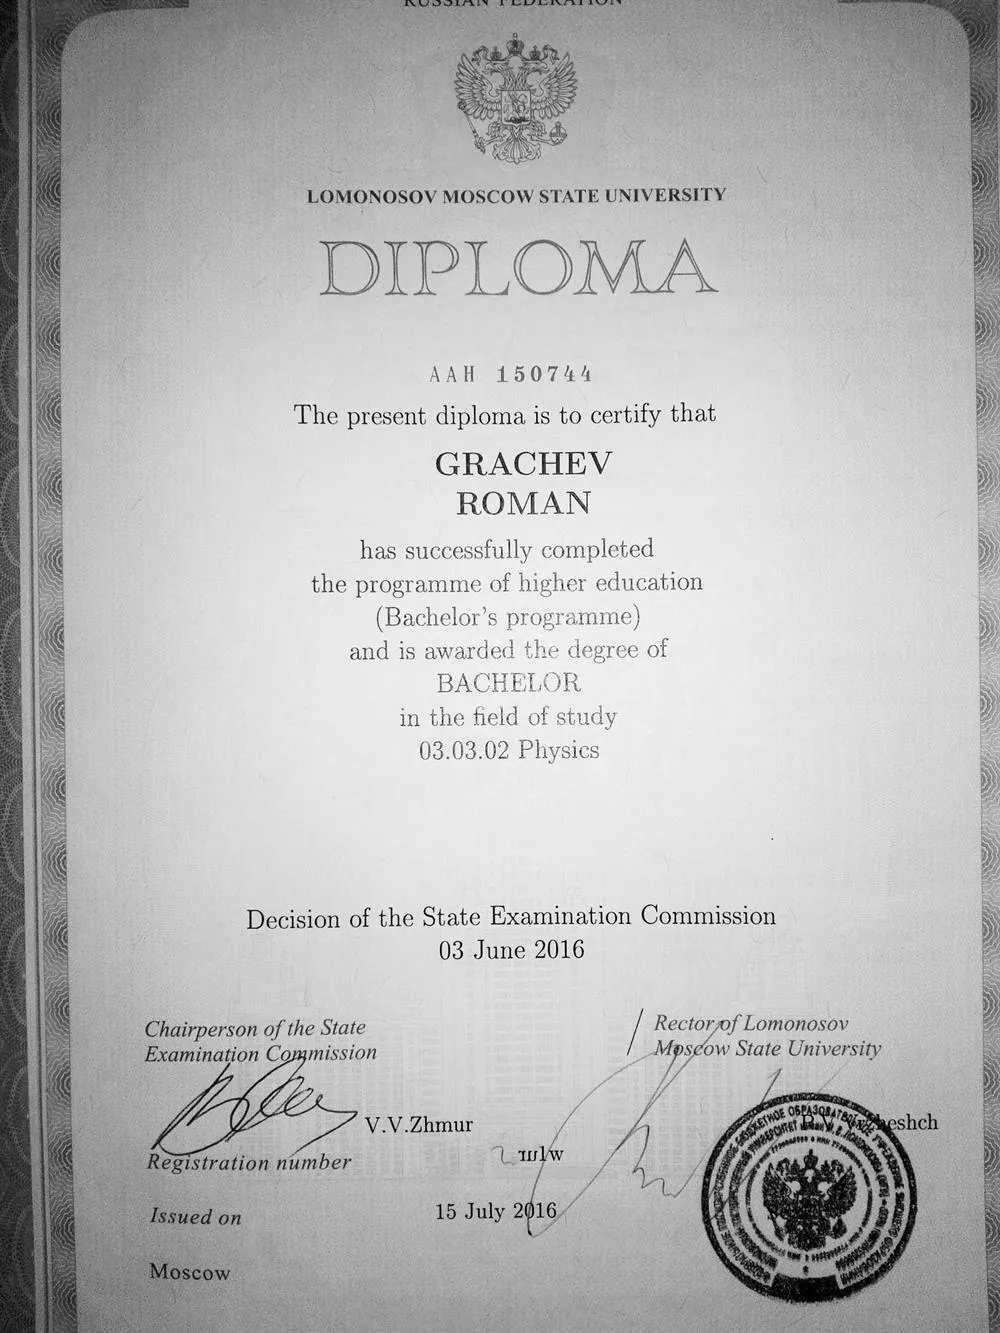 RUSSIAN FEDERATION
LOMONOSOV MOSCOW STATE UNIVERSITY
DIPLOMA
ААН 150744
The present diploma is to certify that
GRACHEV
ROMAN
has successfully completed
the programme of higher education
(Bachelor's programme)
and is awarded the degree of
BACHELOR
in the field of study
03.03.02 Physics
Decision of the State Examination Commission
03 June 2016
Chairperson of the State
Examination Commission
Rector of Lomonosov
Moscow State University
V.V.Zhmur
Registration number
Issued on
15 July 2016
Moscow